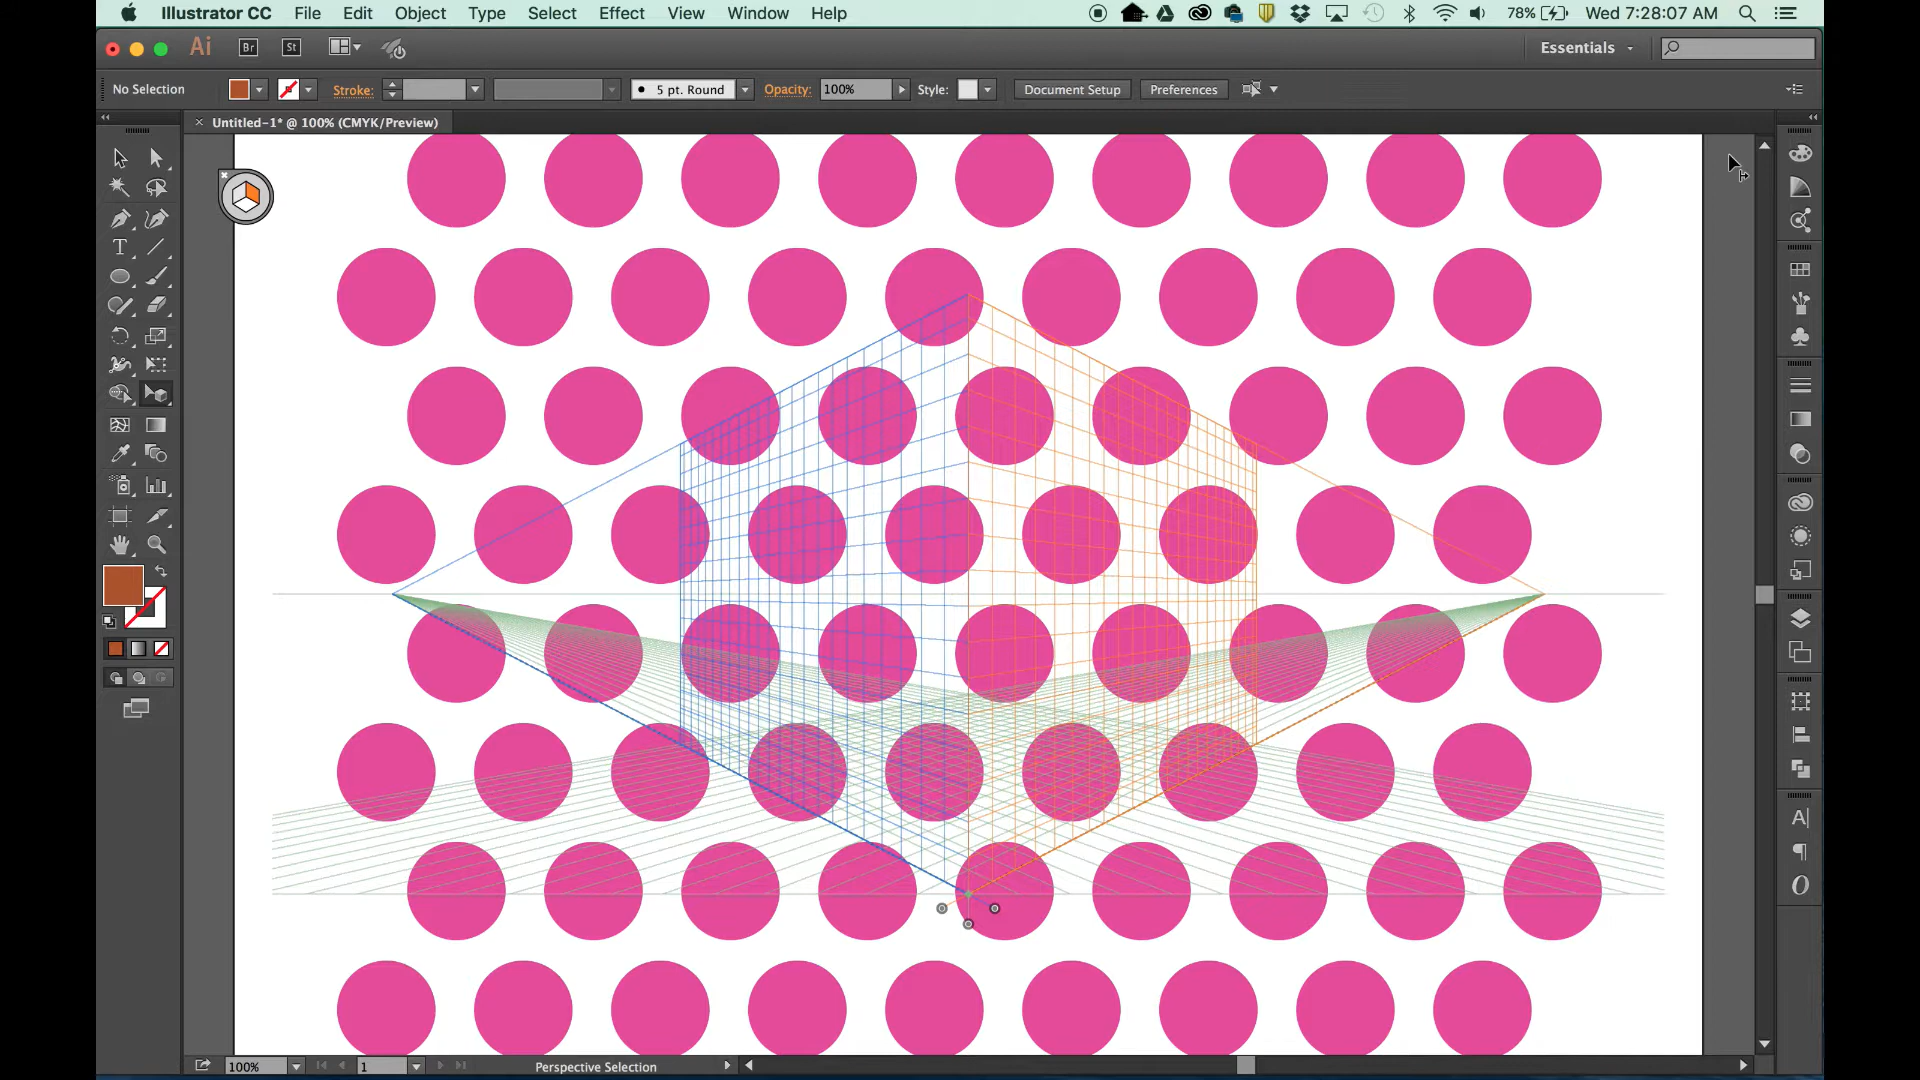 Illustrator CC File Edit Object Type Select Effect View Window Help 78% Wed 7:28:07 AM
Ai Br St Essentials
No Selection Stroke: 5 pt. Round Opacity: 100% Style: Document Setup Preferences
× Untitled-1* @ 100% (CMYK/Preview)
T
A
O
100% 1 Perspective Selection